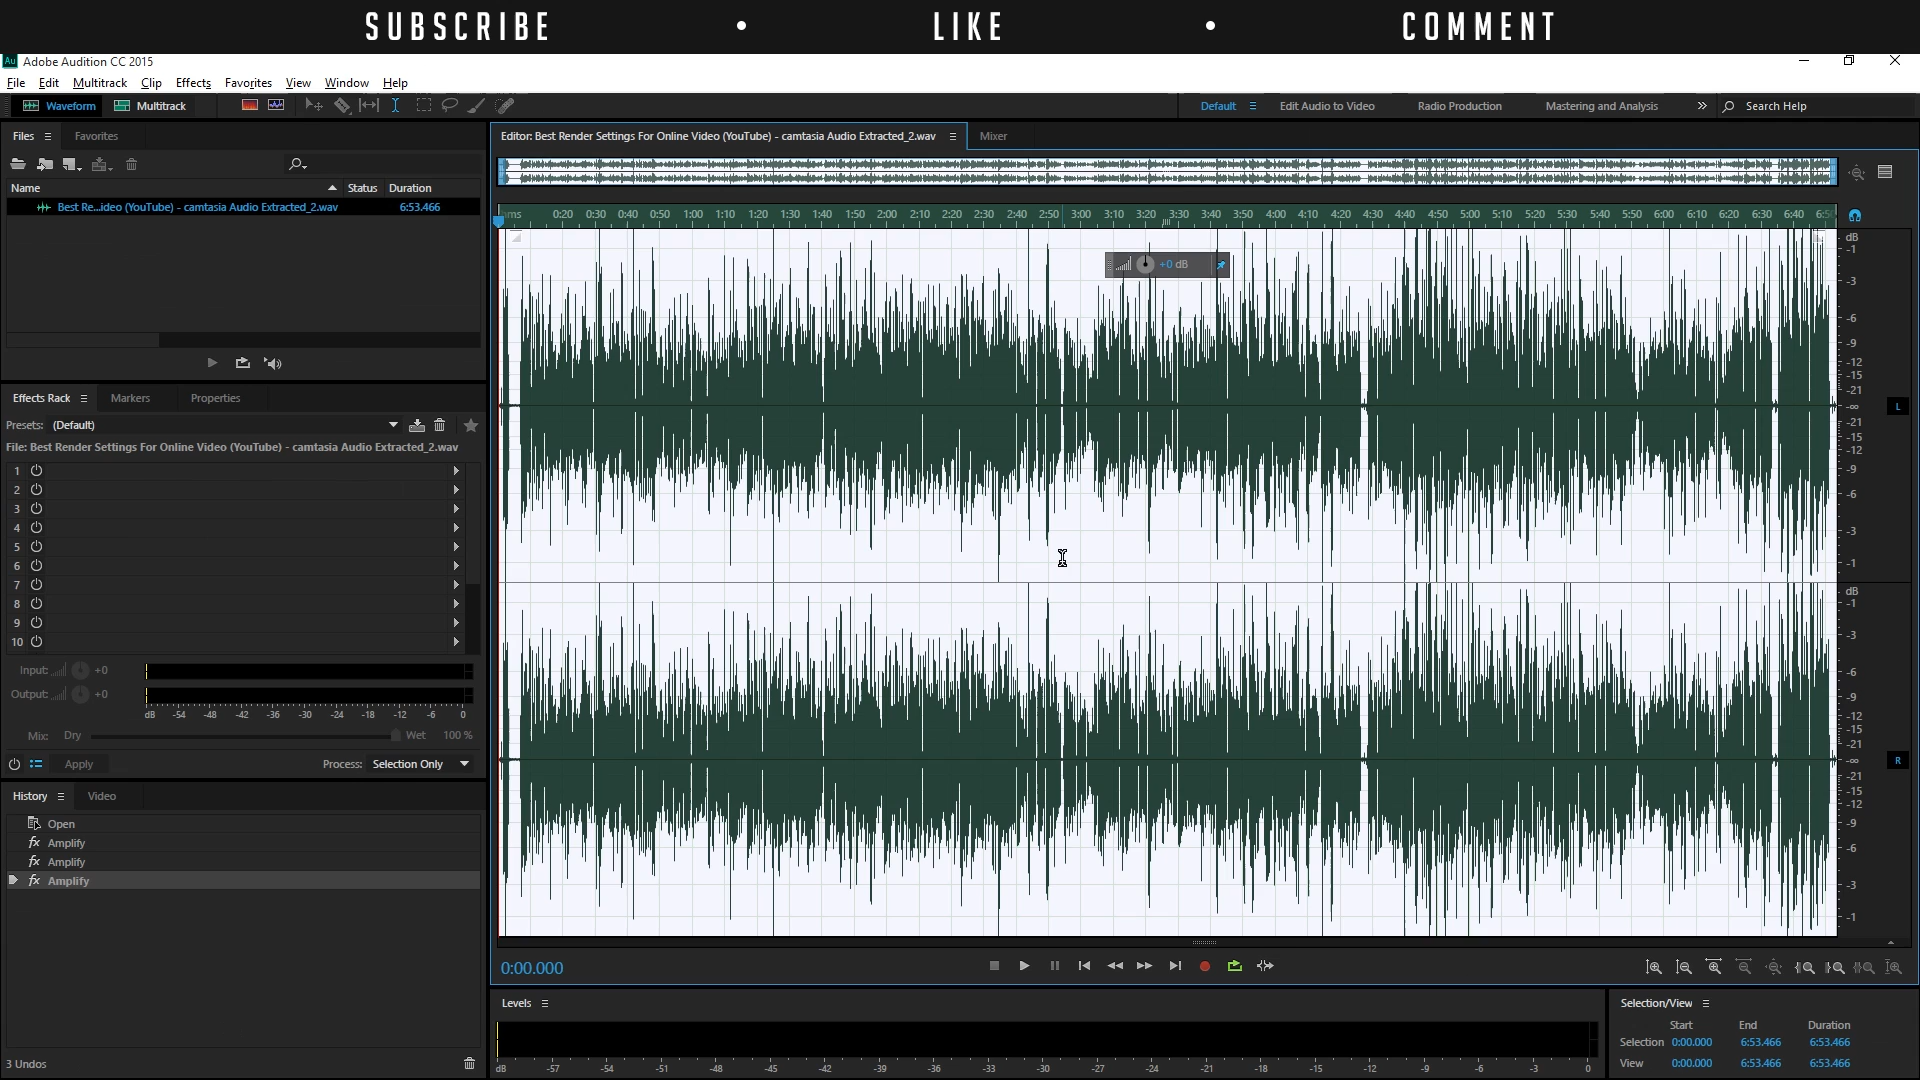 SUBSCRIBE • LIKE • COMMENT
Au Adobe Audition CC 2015
File Edit Multitrack Clip Effects Favorites View Window Help
Waveform Multitrack
Default Edit Audio to Video Radio Production Mastering and Analysis » Search Help
Files Favorites
Name Status Duration
Best Re...ideo (YouTube) - camtasia Audio Extracted_2.wav 6:53.466
Effects Rack Markers Properties
Presets: (Default)
File: Best Render Settings For Online Video (YouTube) - camtasia Audio Extracted_2.wav
1
2
3
4
5
6
7
8
9
10
Input: +0
Output: +0
dB -54 -48 -42 -36 -30 -24 -18 -12 -6 0
Mix: Dry Wet 100 %
Apply Process: Selection Only
History Video
Open
fx Amplify
fx Amplify
fx Amplify
3 Undos
Editor: Best Render Settings For Online Video (YouTube) - camtasia Audio Extracted_2.wav Mixer
hms 0:20 0:30 0:40 0:50 1:00 1:10 1:20 1:30 1:40 1:50 2:00 2:10 2:20 2:30 2:40 2:50 3:00 3:10 3:20 3:30 3:40 3:50 4:00 4:10 4:20 4:30 4:40 4:50 5:00 5:10 5:20 5:30 5:40 5:50 6:00 6:10 6:20 6:30 6:40 6:50
+0 dB
dB
-1
-3
-6
-9
-12
-15
-21
-∞ L
-21
-15
-12
-9
-6
-3
-1
dB
-1
-3
-6
-9
-12
-15
-21
-∞ R
-21
-15
-12
-9
-6
-3
-1
0:00.000
Levels
dB -57 -54 -51 -48 -45 -42 -39 -36 -33 -30 -27 -24 -21 -18 -15 -12 -9 -6 -3 0
Selection/View
Start End Duration
Selection 0:00.000 6:53.466 6:53.466
View 0:00.000 6:53.466 6:53.466